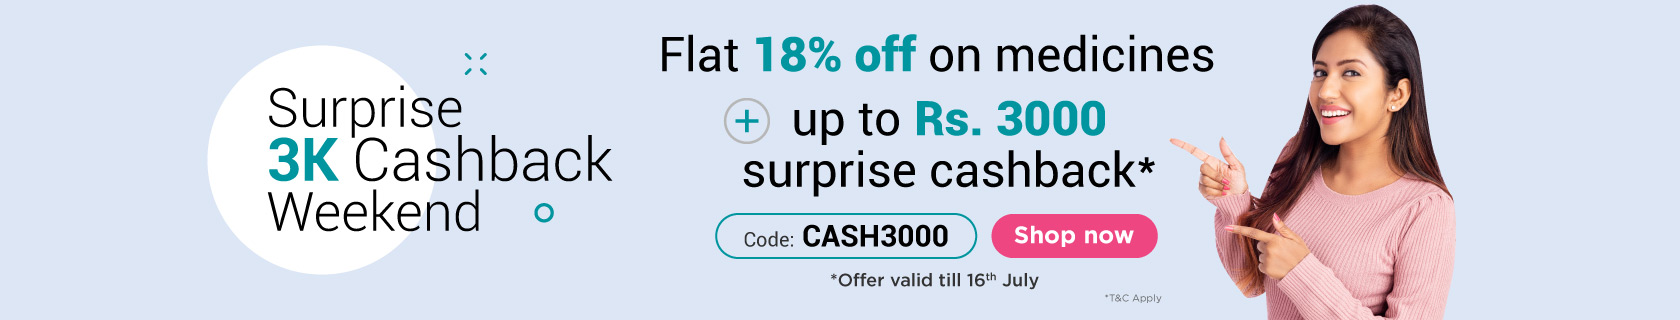 Surprise
3K Cashback
Weekend
Flat 18% off on medicines
+ up to Rs. 3000
surprise cashback*
Code: CASH3000
Shop now
*Offer valid till 16th July
*T&C Apply